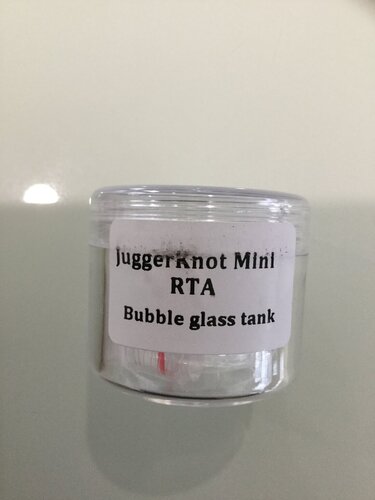 JuggerKnot Mini
RTA
Bubble glass tank